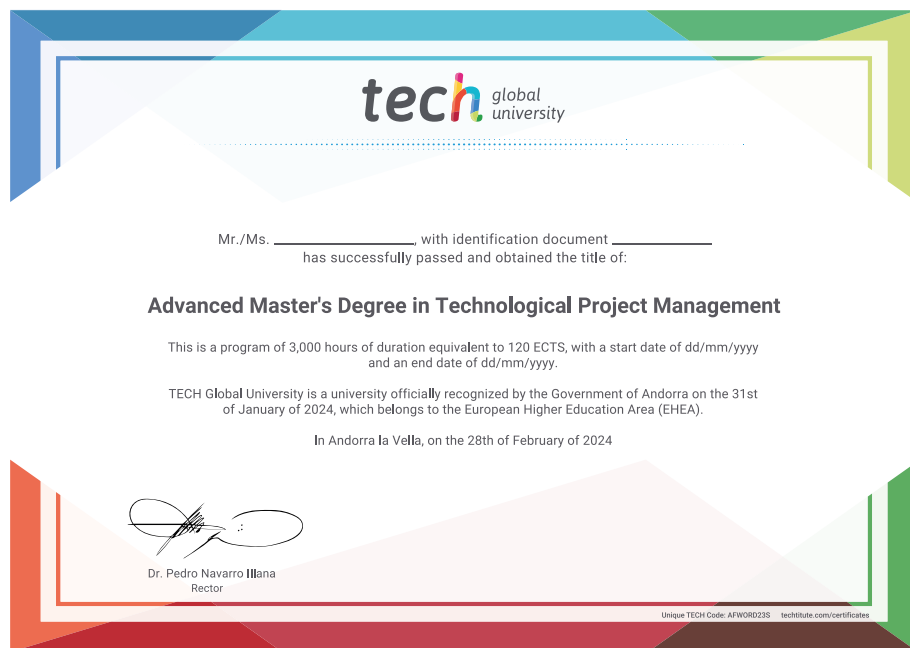 tech global
university
Mr./Ms. ____________, with identification document ____________
has successfully passed and obtained the title of:
Advanced Master's Degree in Technological Project Management
This is a program of 3,000 hours of duration equivalent to 120 ECTS, with a start date of dd/mm/yyyy
and an end date of dd/mm/yyyy.
TECH Global University is a university officially recognized by the Government of Andorra on the 31st
of January of 2024, which belongs to the European Higher Education Area (EHEA).
In Andorra la Vella, on the 28th of February of 2024
Dr. Pedro Navarro Illana
Rector
Unique TECH Code: AFWORD23S techtitute.com/certificates